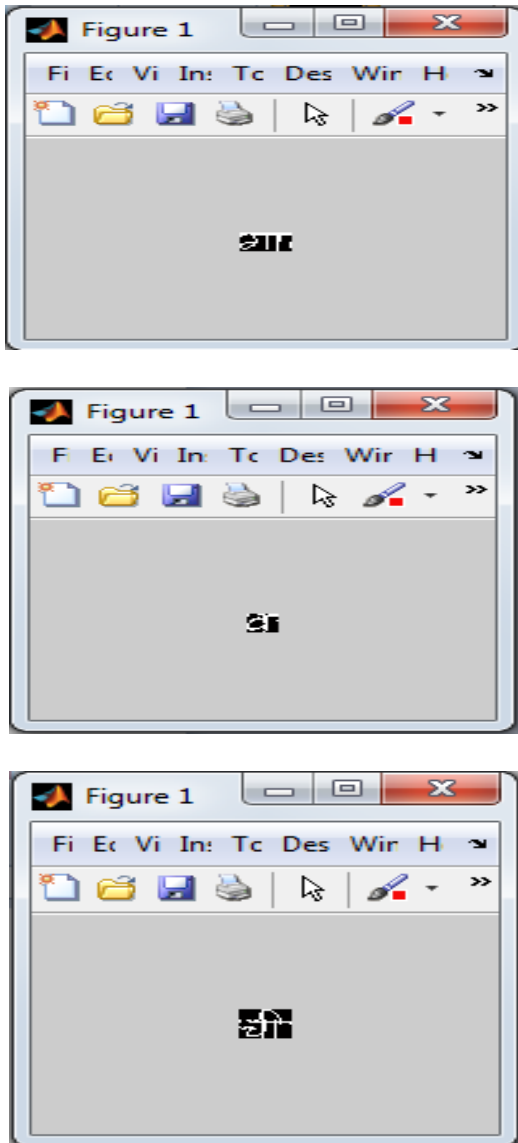 Figure 1
Fi Ec Vi In: Tc Des Wir H
Figure 1
F E Vi In Tc Des Wir H
Figure 1
Fi Ec Vi In: Tc Des Wir H